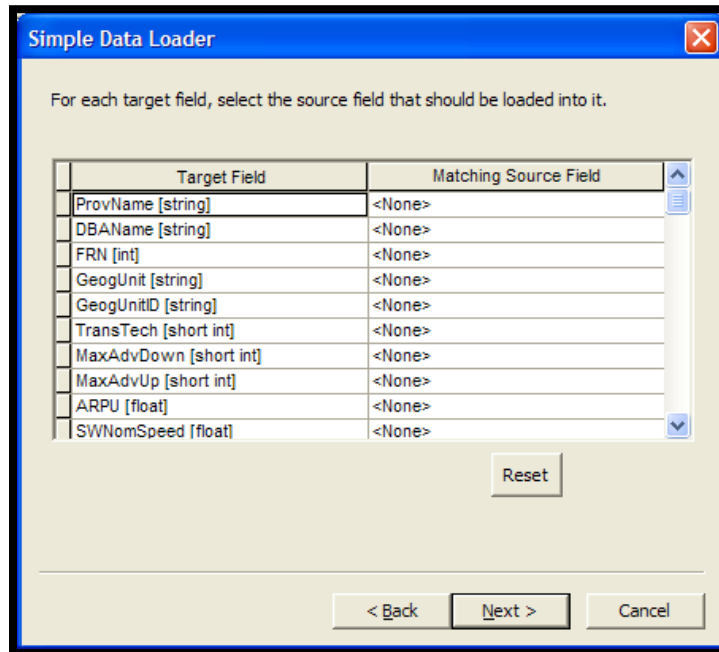 Simple Data Loader
For each target field, select the source field that should be loaded into it.
Target Field Matching Source Field
ProvName [string] <None>
DBAName [string] <None>
FRN [int] <None>
GeogUnit [string] <None>
GeogUnitID [string] <None>
TransTech [short int] <None>
MaxAdvDown [short int] <None>
MaxAdvUp [short int] <None>
ARPU [float] <None>
SWNomSpeed [float] <None>
Reset
< Back Next > Cancel